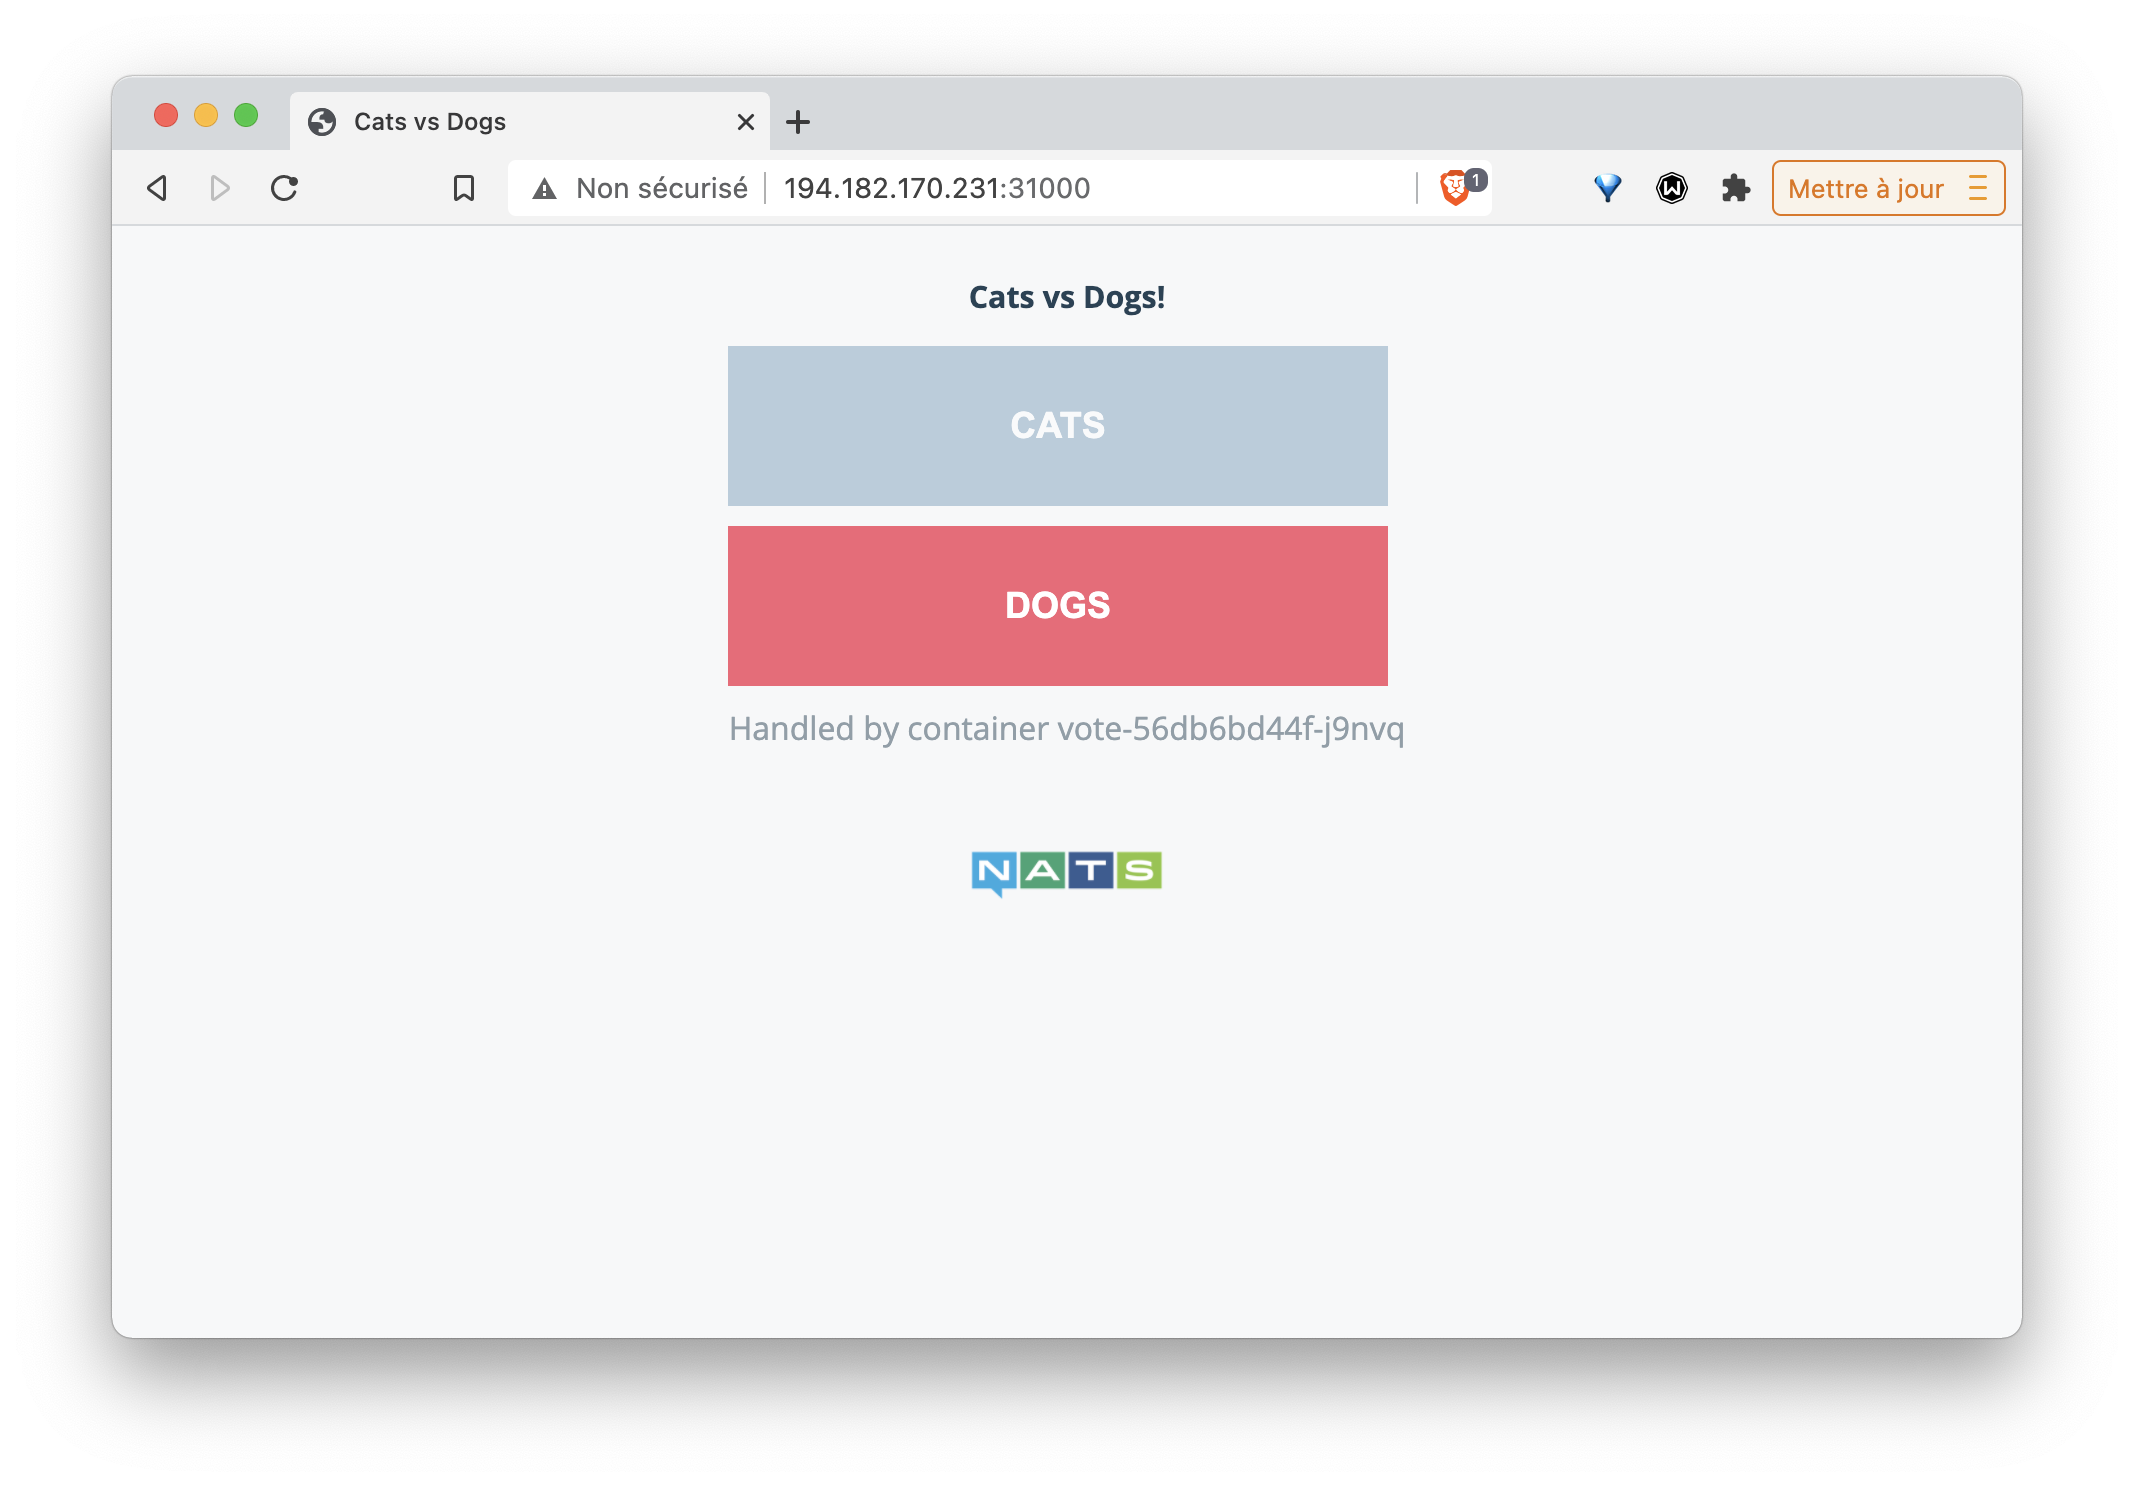 Cats vs Dogs
Non sécurisé 194.182.170.231:31000 1 Mettre à jour
Cats vs Dogs!
CATS
DOGS
Handled by container vote-56db6bd44f-j9nvq
NATS